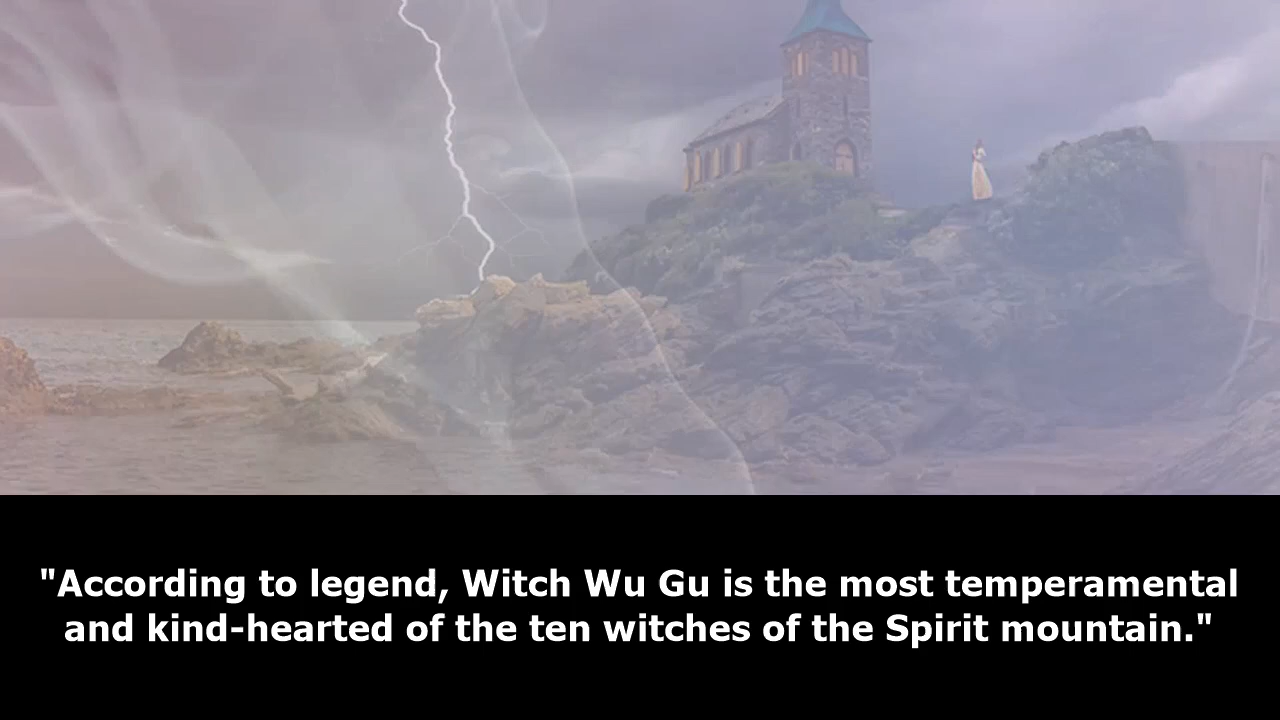 "According to legend, Witch Wu Gu is the most temperamental
and kind-hearted of the ten witches of the Spirit mountain."